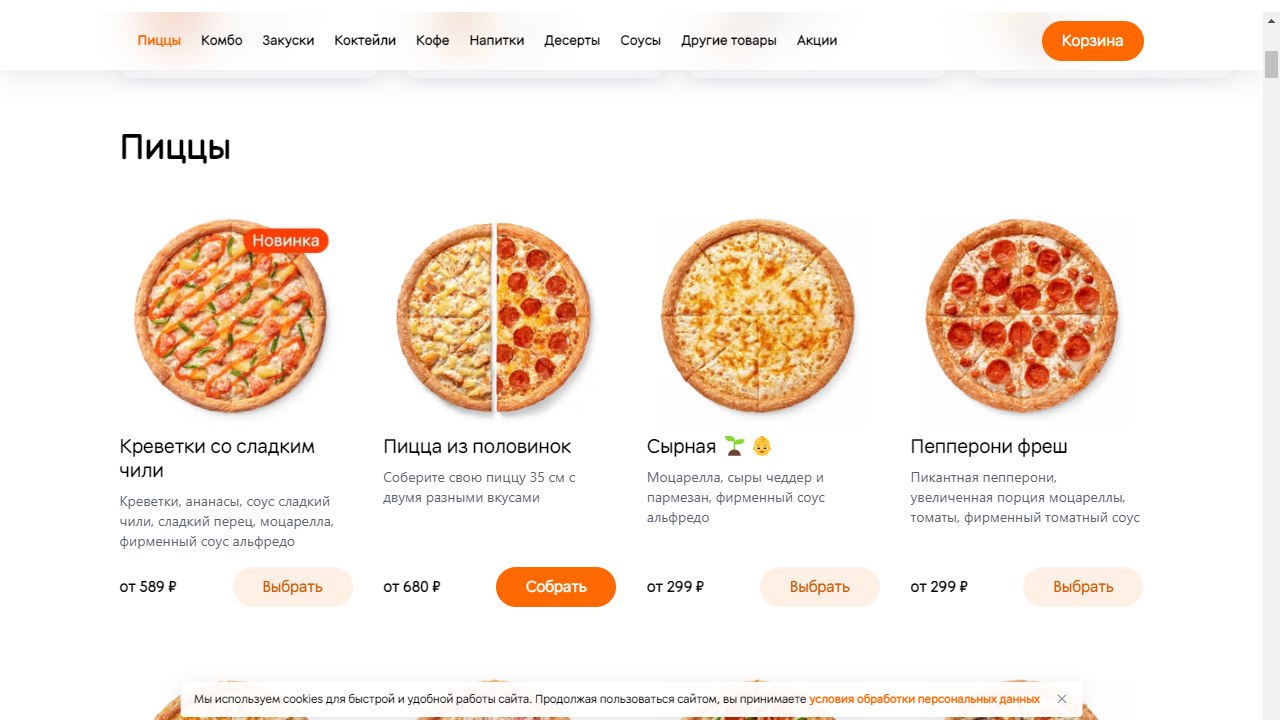 Пиццы Комбо Закуски Коктейли Кофе Напитки Десерты Соусы Другие товары Акции Корзина
Пиццы
Новинка
Креветки со сладким
чили
Креветки, ананасы, соус сладкий
чили, сладкий перец, моцарелла,
фирменный соус альфредо
от 589 ₽
Выбрать
Пицца из половинок
Соберите свою пиццу 35 см с
двумя разными вкусами
от 680 ₽
Собрать
Сырная 🌱 👶
Моцарелла, сыры чеддер и
пармезан, фирменный соус
альфредо
от 299 ₽
Выбрать
Пепперони фреш
Пикантная пепперони,
увеличенная порция моцареллы,
томаты, фирменный томатный соус
от 299 ₽
Выбрать
Мы используем cookies для быстрой и удобной работы сайта. Продолжая пользоваться сайтом, вы принимаете условия обработки персональных данных